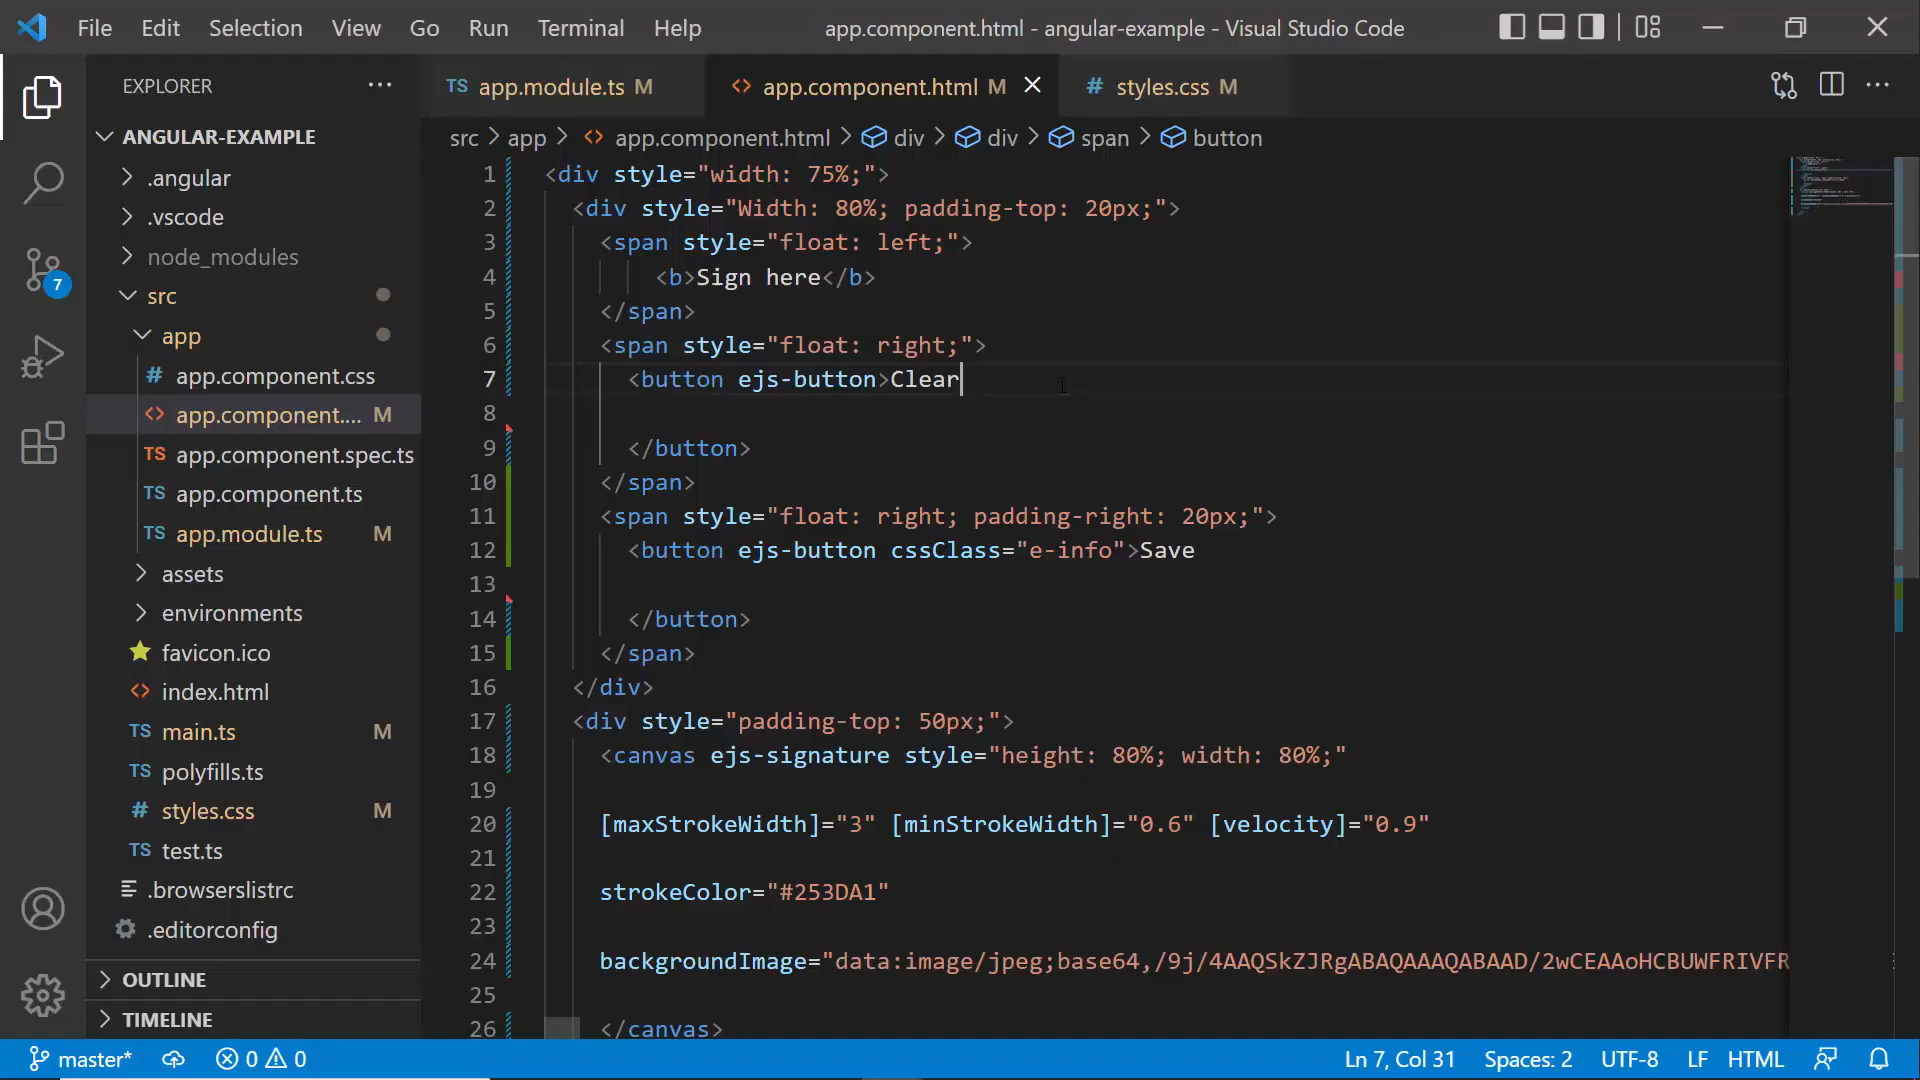 File Edit Selection View Go Run Terminal Help app.component.html - angular-example - Visual Studio Code
EXPLORER
ANGULAR-EXAMPLE
.angular
.vscode
node_modules
src
app
# app.component.css
<> app.component.... M
TS app.component.spec.ts
TS app.component.ts
TS app.module.ts M
assets
environments
favicon.ico
<> index.html
TS main.ts M
TS polyfills.ts
# styles.css M
TS test.ts
.browserslistrc
.editorconfig
OUTLINE
TIMELINE
7
TS app.module.ts M <> app.component.html M # styles.css M
src > app > <> app.component.html > div > div > span > button
1 <div style="width: 75%;">
2 <div style="Width: 80%; padding-top: 20px;">
3 <span style="float: left;">
4 <b>Sign here</b>
5 </span>
6 <span style="float: right;">
7 <button ejs-button>Clear
8
9 </button>
10 </span>
11 <span style="float: right; padding-right: 20px;">
12 <button ejs-button cssClass="e-info">Save
13
14 </button>
15 </span>
16 </div>
17 <div style="padding-top: 50px;">
18 <canvas ejs-signature style="height: 80%; width: 80%;"
19
20 [maxStrokeWidth]="3" [minStrokeWidth]="0.6" [velocity]="0.9"
21
22 strokeColor="#253DA1"
23
24 backgroundImage="data:image/jpeg;base64,/9j/4AAQSkZJRgABAQAAAQABAAD/2wCEAAoHCBUWFRIVFR
25
26 </canvas>
master* 0 0 Ln 7, Col 31 Spaces: 2 UTF-8 LF HTML